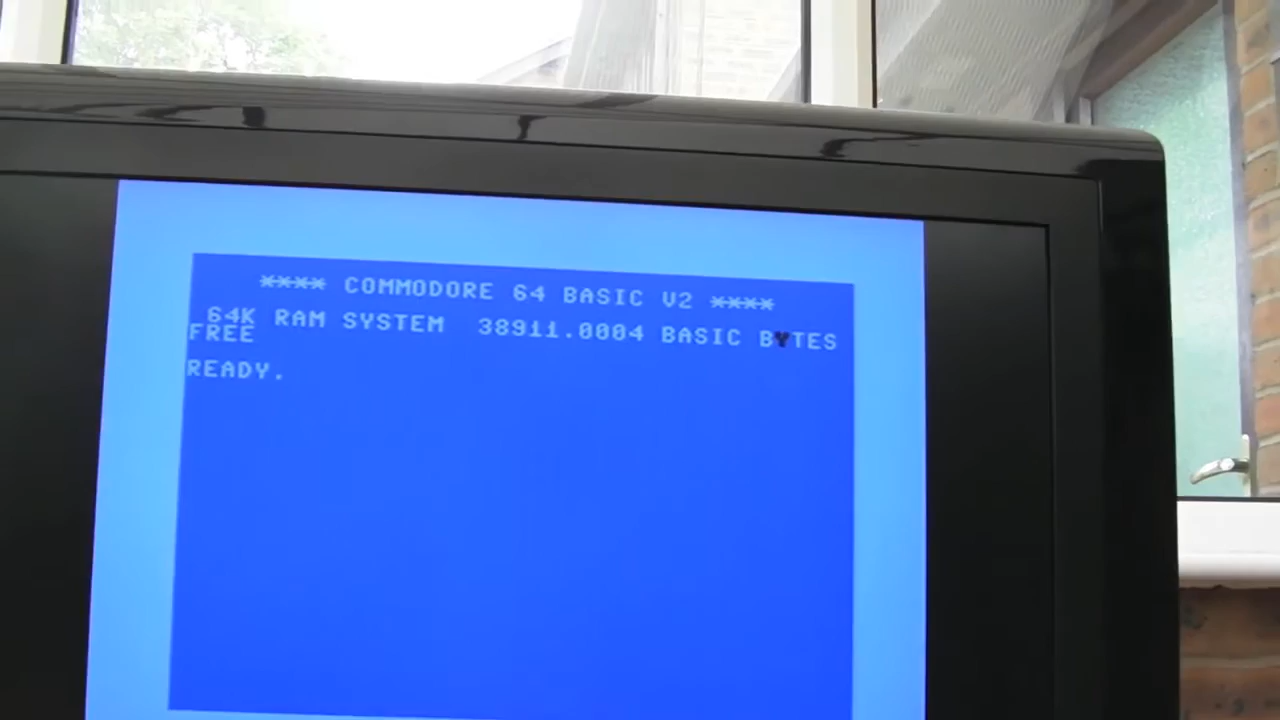 **** COMMODORE 64 BASIC V2 ****
64K RAM SYSTEM 38911.0004 BASIC BYTES
FREE
READY.